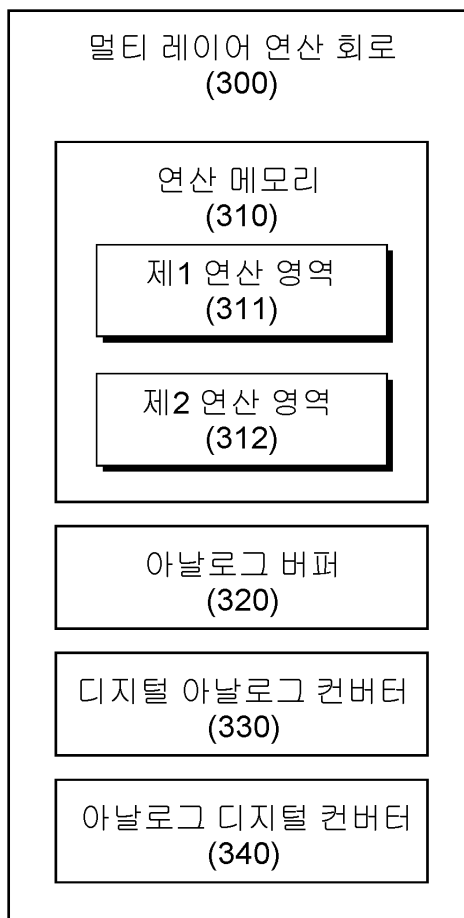 멀티 레이어 연산 회로
(300)
연산 메모리
(310)
제1 연산 영역
(311)
제2 연산 영역
(312)
아날로그 버퍼
(320)
디지털 아날로그 컨버터
(330)
아날로그 디지털 컨버터
(340)